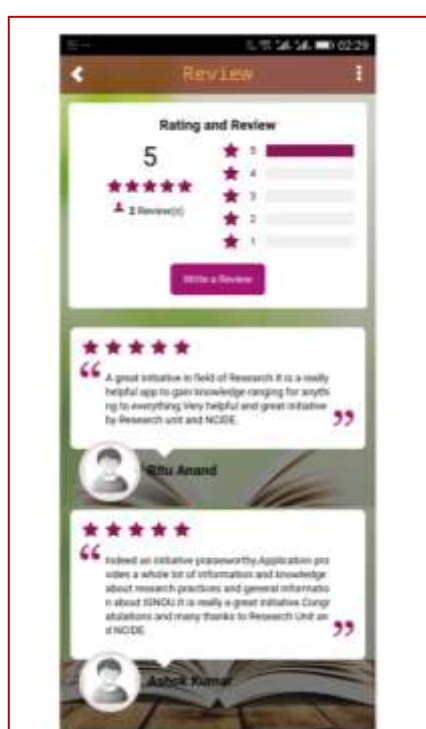 02:29
Review
Rating and Review
5
5
4
3
2
1
2 Review(s)
Write a Review
A great initiative in field of Research.It is a really
helpful app to gain knowledge ranging for anythi
ng to everything.Very helpful and great initiative
by Research unit and NCIDE.
Ritu Anand
Indeed an initiative praiseworthy.Application pro
vides a whole lot of information and knowledge
about research practices and general informatio
n about IGNOU.It is really a great initiative.Congr
atulations and many thanks to Research Unit an
d NCIDE.
Ashok Kumar